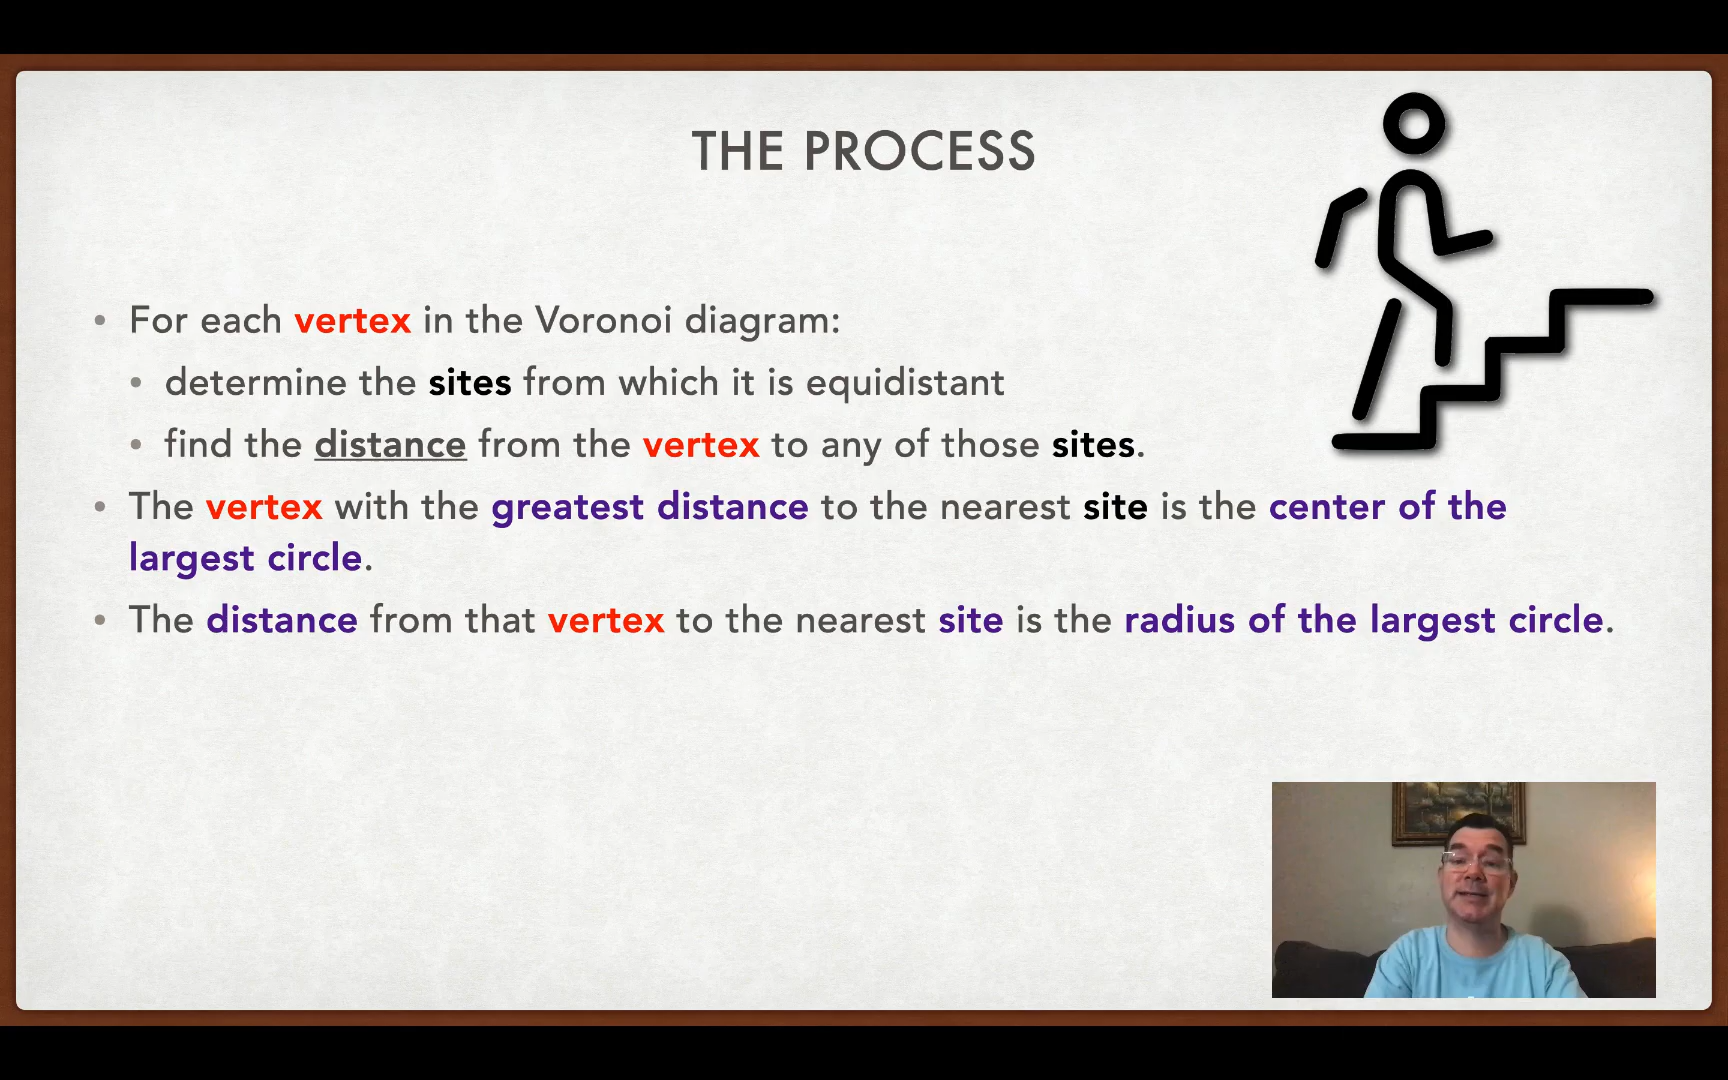 THE PROCESS
• For each vertex in the Voronoi diagram:
• determine the sites from which it is equidistant
• find the distance from the vertex to any of those sites.
• The vertex with the greatest distance to the nearest site is the center of the
largest circle.
• The distance from that vertex to the nearest site is the radius of the largest circle.